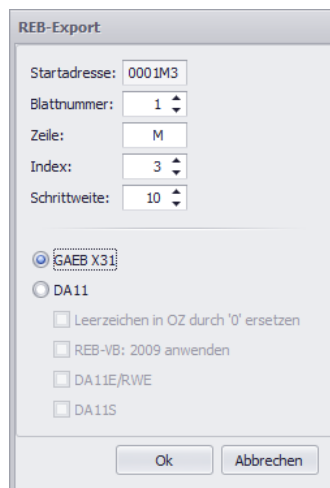 REB-Export
Startadresse: 0001M3
Blattnummer: 1
Zeile: M
Index: 3
Schrittweite: 10
GAEB X31
DA11
Leerzeichen in OZ durch '0' ersetzen
REB-VB: 2009 anwenden
DA11E/RWE
DA11S
Ok Abbrechen